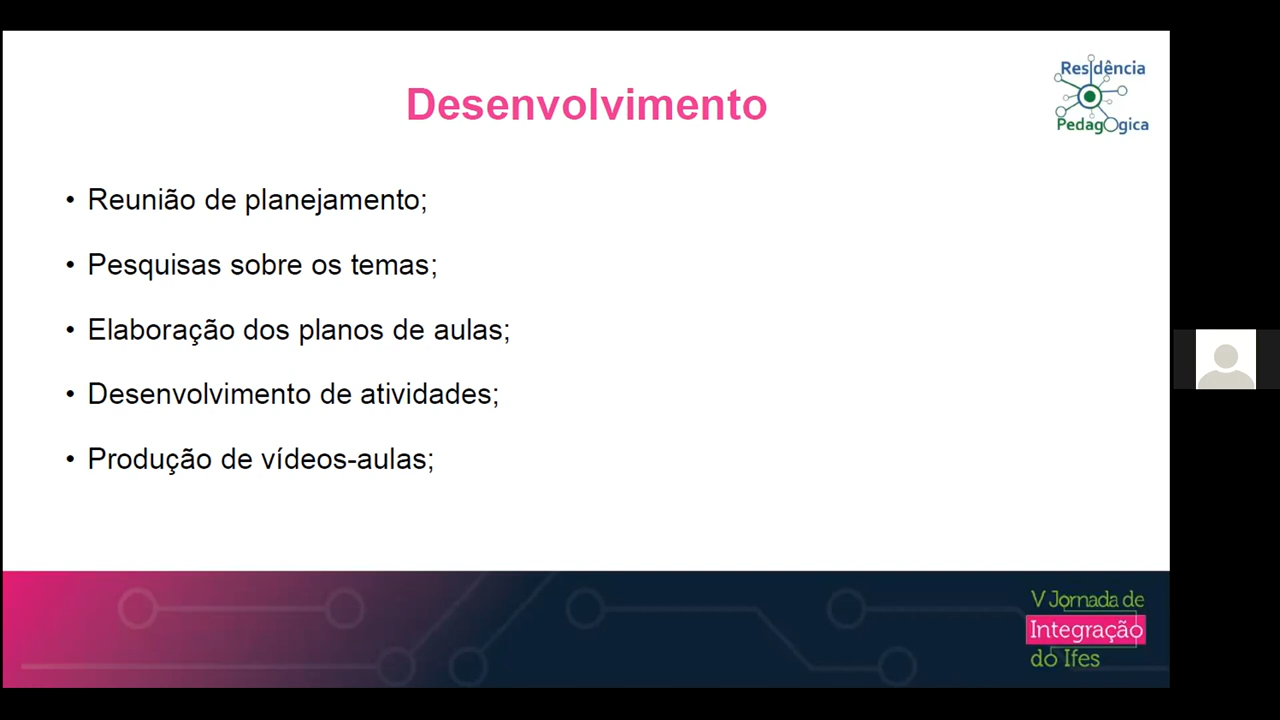 Desenvolvimento
Residência
Pedagógica
• Reunião de planejamento;
• Pesquisas sobre os temas;
• Elaboração dos planos de aulas;
• Desenvolvimento de atividades;
• Produção de vídeos-aulas;
V Jornada de
Integração
do Ifes